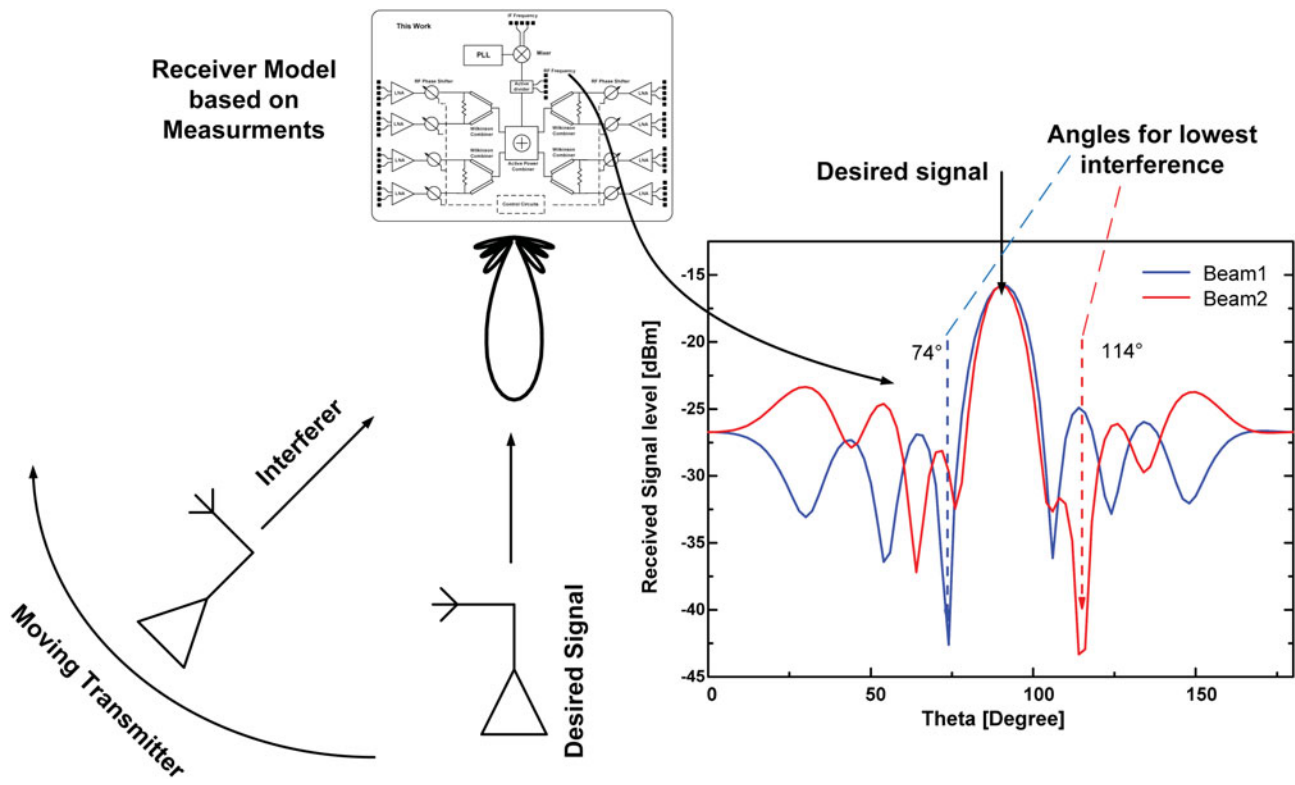 This Work
IF Frequency
PLL
Mixer
RF Phase Shifter
Active
divider
RF Frequency
RF Phase Shifter
LNA
LNA
Wilkinson
Combiner
Wilkinson
Combiner
LNA
LNA
Wilkinson
Combiner
Wilkinson
Combiner
LNA
LNA
Active Power
Combiner
LNA
LNA
Control Circuits
Receiver Model
based on
Measurments
Interferer
Moving Transmitter
Desired Signal
Angles for lowest
interference
Desired signal
Beam1
Beam2
74°
114°
Received Signal level [dBm]
-15
-20
-25
-30
-35
-40
-45
0
50
100
150
Theta [Degree]